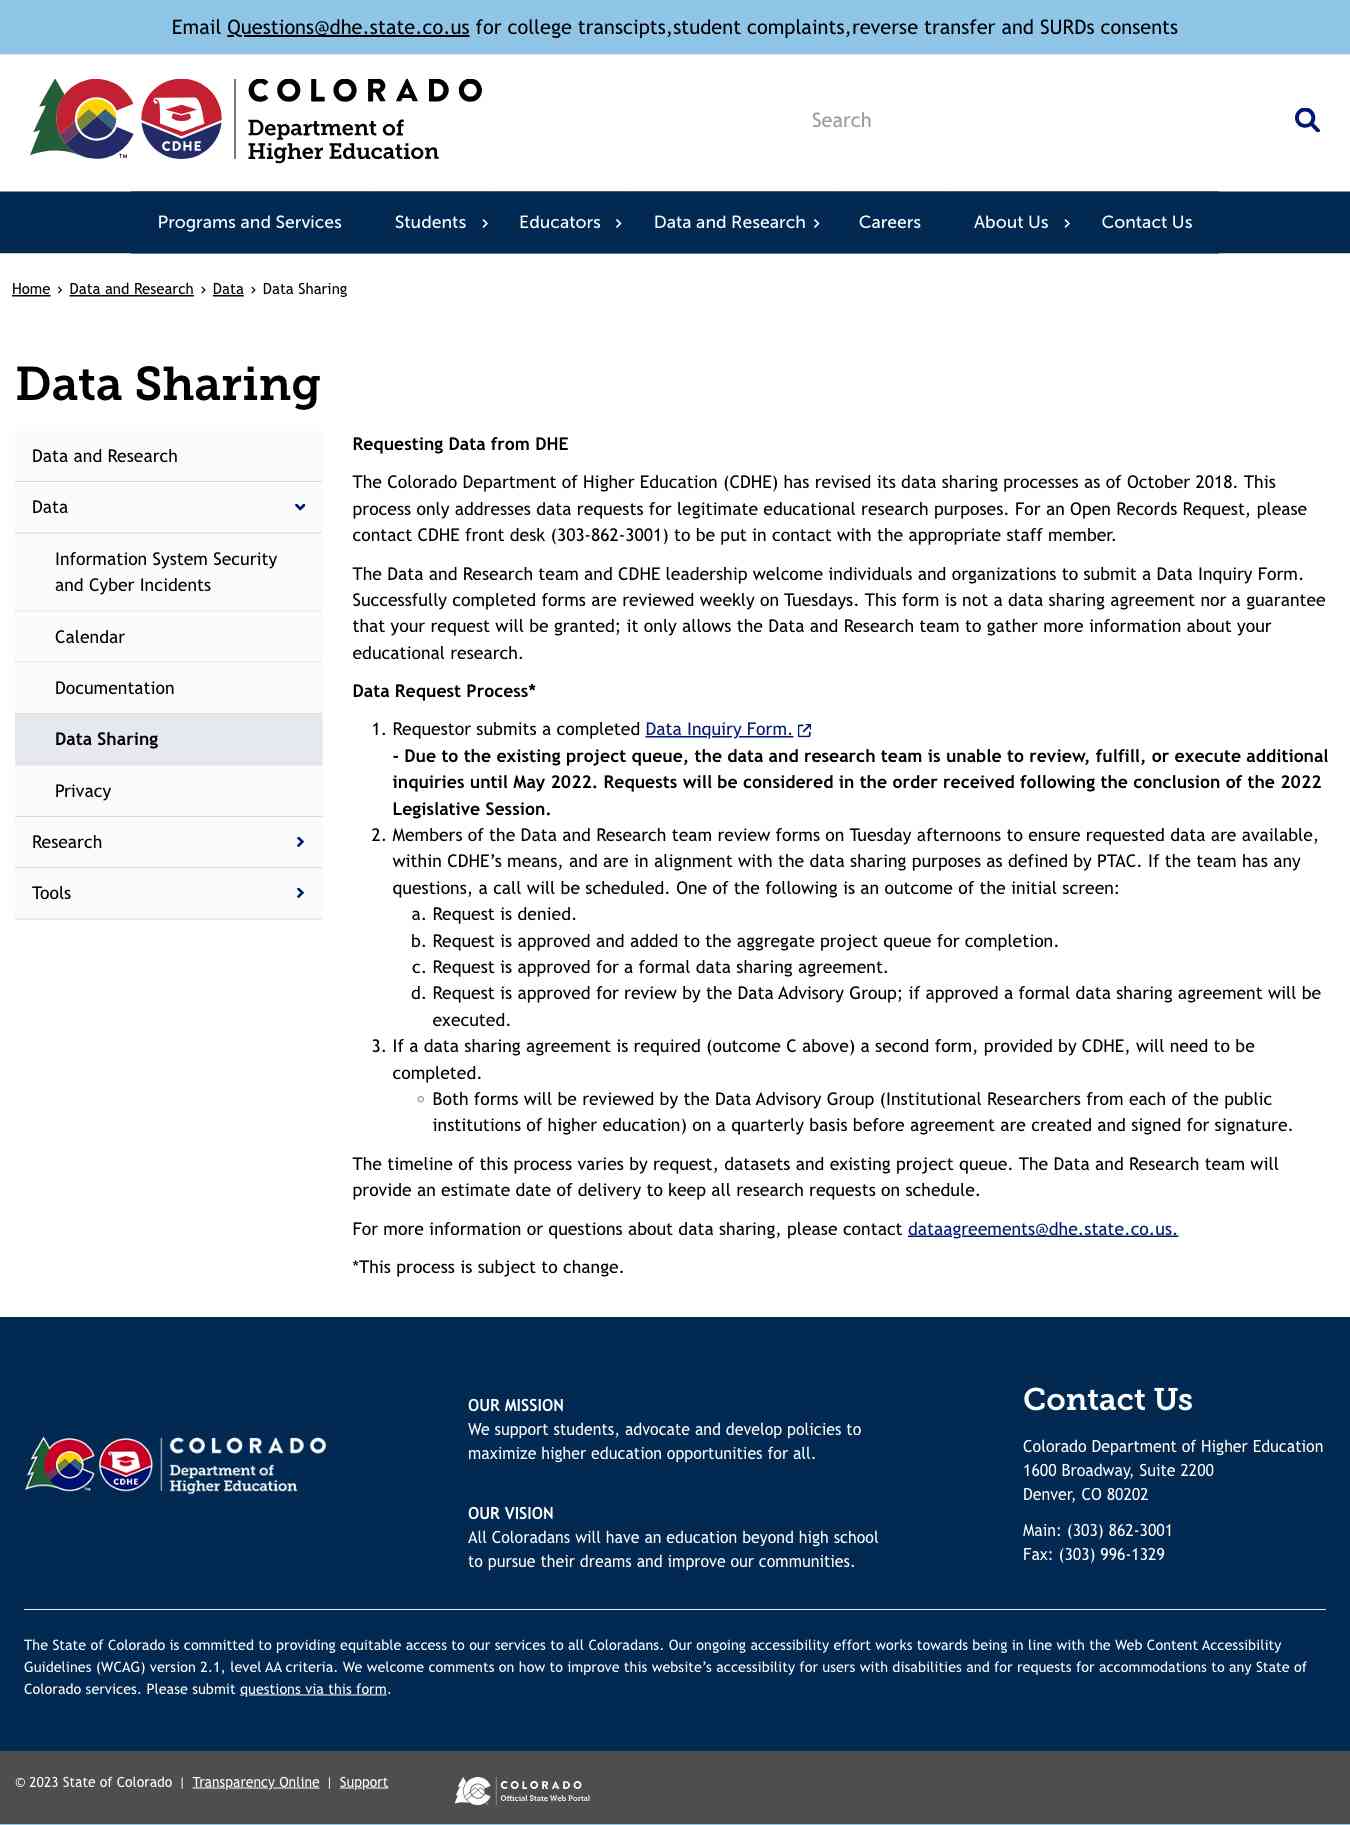 Email Questions@dhe.state.co.us for college transcipts,student complaints,reverse transfer and SURDs consents
CDHE
TM
COLORADO
Department of
Higher Education
Search
Programs and Services
Students
Educators
Data and Research
Careers
About Us
Contact Us
Home › Data and Research › Data › Data Sharing
Data Sharing
Data and Research
Data
Information System Security
and Cyber Incidents
Calendar
Documentation
Data Sharing
Privacy
Research
Tools
Requesting Data from DHE
The Colorado Department of Higher Education (CDHE) has revised its data sharing processes as of October 2018. This
process only addresses data requests for legitimate educational research purposes. For an Open Records Request, please
contact CDHE front desk (303-862-3001) to be put in contact with the appropriate staff member.
The Data and Research team and CDHE leadership welcome individuals and organizations to submit a Data Inquiry Form.
Successfully completed forms are reviewed weekly on Tuesdays. This form is not a data sharing agreement nor a guarantee
that your request will be granted; it only allows the Data and Research team to gather more information about your
educational research.
Data Request Process*
1. Requestor submits a completed Data Inquiry Form.
- Due to the existing project queue, the data and research team is unable to review, fulfill, or execute additional
inquiries until May 2022. Requests will be considered in the order received following the conclusion of the 2022
Legislative Session.
2. Members of the Data and Research team review forms on Tuesday afternoons to ensure requested data are available,
within CDHE’s means, and are in alignment with the data sharing purposes as defined by PTAC. If the team has any
questions, a call will be scheduled. One of the following is an outcome of the initial screen:
a. Request is denied.
b. Request is approved and added to the aggregate project queue for completion.
c. Request is approved for a formal data sharing agreement.
d. Request is approved for review by the Data Advisory Group; if approved a formal data sharing agreement will be
executed.
3. If a data sharing agreement is required (outcome C above) a second form, provided by CDHE, will need to be
completed.
Both forms will be reviewed by the Data Advisory Group (Institutional Researchers from each of the public
institutions of higher education) on a quarterly basis before agreement are created and signed for signature.
The timeline of this process varies by request, datasets and existing project queue. The Data and Research team will
provide an estimate date of delivery to keep all research requests on schedule.
For more information or questions about data sharing, please contact dataagreements@dhe.state.co.us.
*This process is subject to change.
CDHE
TM
COLORADO
Department of
Higher Education
OUR MISSION
We support students, advocate and develop policies to
maximize higher education opportunities for all.
OUR VISION
All Coloradans will have an education beyond high school
to pursue their dreams and improve our communities.
Contact Us
Colorado Department of Higher Education
1600 Broadway, Suite 2200
Denver, CO 80202
Main: (303) 862-3001
Fax: (303) 996-1329
The State of Colorado is committed to providing equitable access to our services to all Coloradans. Our ongoing accessibility effort works towards being in line with the Web Content Accessibility
Guidelines (WCAG) version 2.1, level AA criteria. We welcome comments on how to improve this website’s accessibility for users with disabilities and for requests for accommodations to any State of
Colorado services. Please submit questions via this form.
© 2023 State of Colorado | Transparency Online | Support
COLORADO
Official State Web Portal